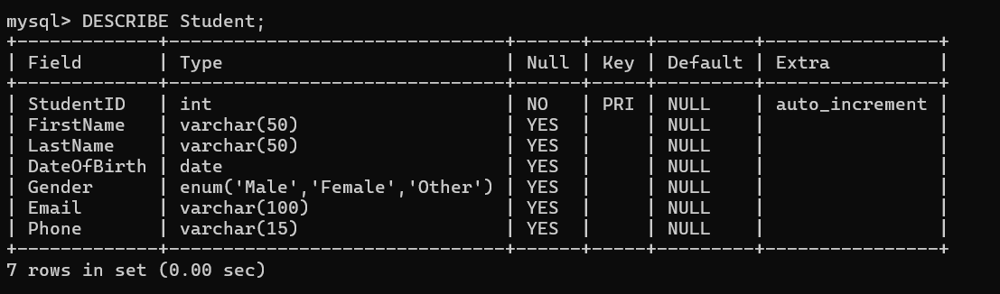 mysql> DESCRIBE Student;
+-------------+-------------------------------+------+-----+---------+----------------+
| Field       | Type                          | Null | Key | Default | Extra          |
+-------------+-------------------------------+------+-----+---------+----------------+
| StudentID   | int                           | NO   | PRI | NULL    | auto_increment |
| FirstName   | varchar(50)                   | YES  |     | NULL    |                |
| LastName    | varchar(50)                   | YES  |     | NULL    |                |
| DateOfBirth | date                          | YES  |     | NULL    |                |
| Gender      | enum('Male','Female','Other') | YES  |     | NULL    |                |
| Email       | varchar(100)                  | YES  |     | NULL    |                |
| Phone       | varchar(15)                   | YES  |     | NULL    |                |
+-------------+-------------------------------+------+-----+---------+----------------+
7 rows in set (0.00 sec)